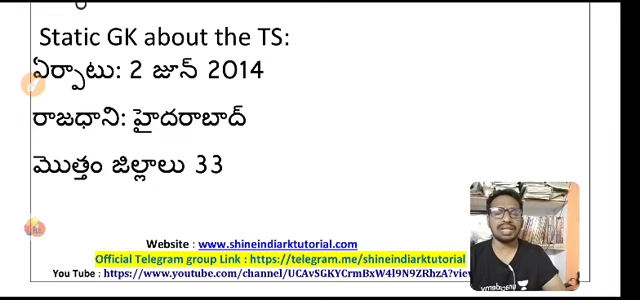 Static GK about the TS:
ఏర్పాటు: 2 జూన్ 2014
రాజధాని: హైదరాబాద్
మొత్తం జిల్లాలు 33
Website : www.shineindiarktutorial.com
Official Telegram group Link : https://telegram.me/shineindiarktutorial
You Tube : https://www.youtube.com/channel/UCAvSGKYCrmBxW4l9N9ZRhzA?view